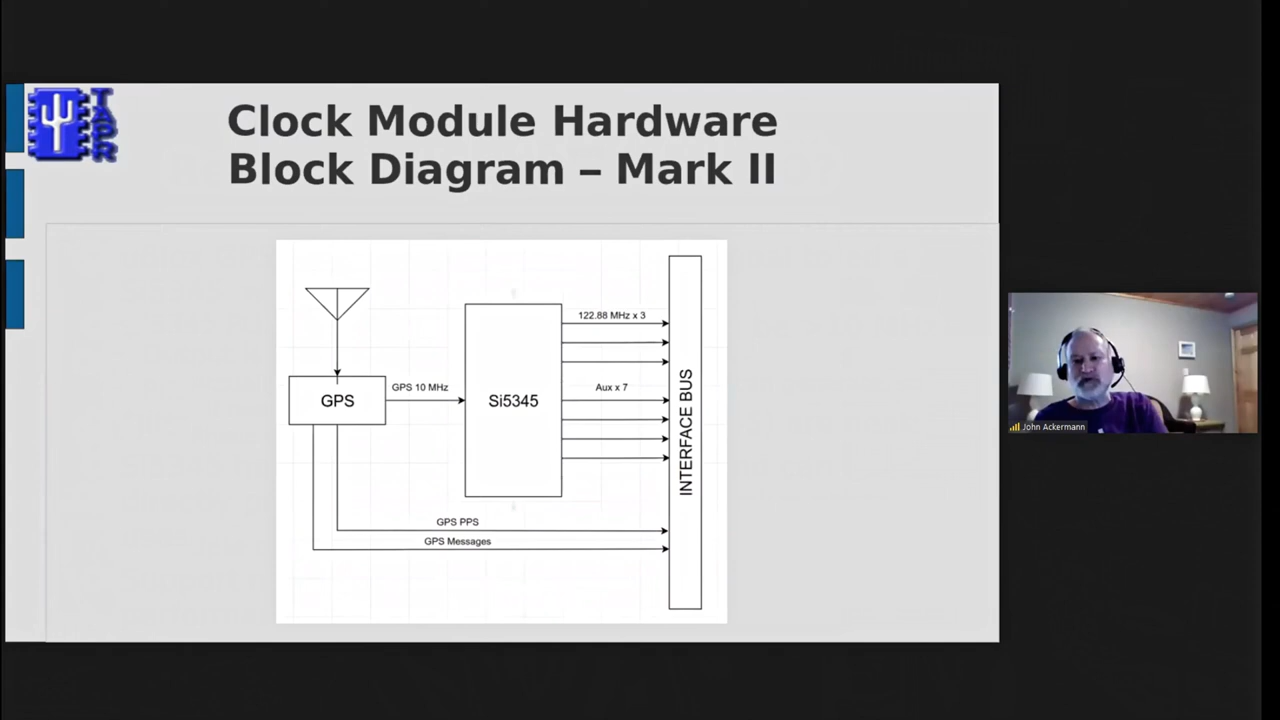 TAPR
Clock Module Hardware
Block Diagram – Mark II
122.88 MHz x 3
GPS
GPS 10 MHz
Si5345
Aux x 7
INTERFACE BUS
GPS PPS
GPS Messages
John Ackermann